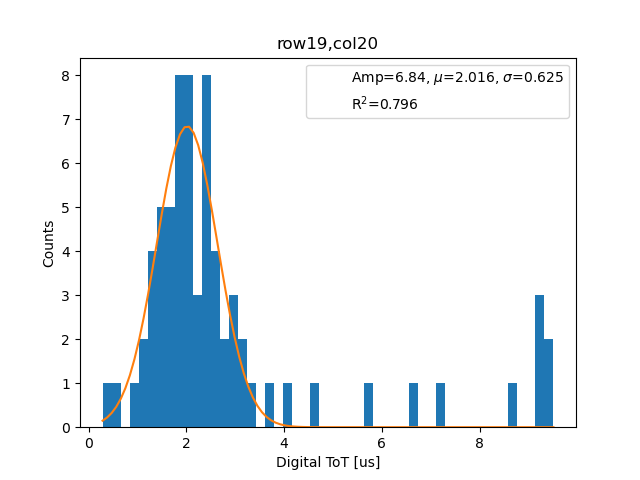 row19,col20
Amp=6.84, μ=2.016, σ=0.625
R²=0.796
8
7
6
5
4
3
2
1
0
Counts
0 2 4 6 8
Digital ToT [us]